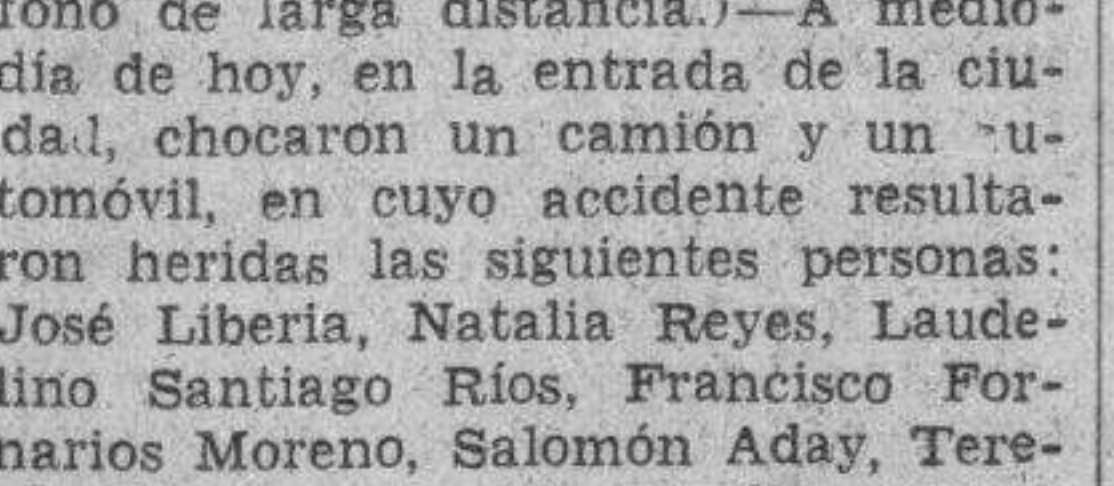 fono de larga distancia.)—A medio-
día de hoy, en la entrada de la ciu-
dad, chocaron un camión y un au-
tomóvil, en cuyo accidente resulta-
ron heridas las siguientes personas:
José Liberia, Natalia Reyes, Laude-
lino Santiago Ríos, Francisco For-
narios Moreno, Salomón Aday, Tere-